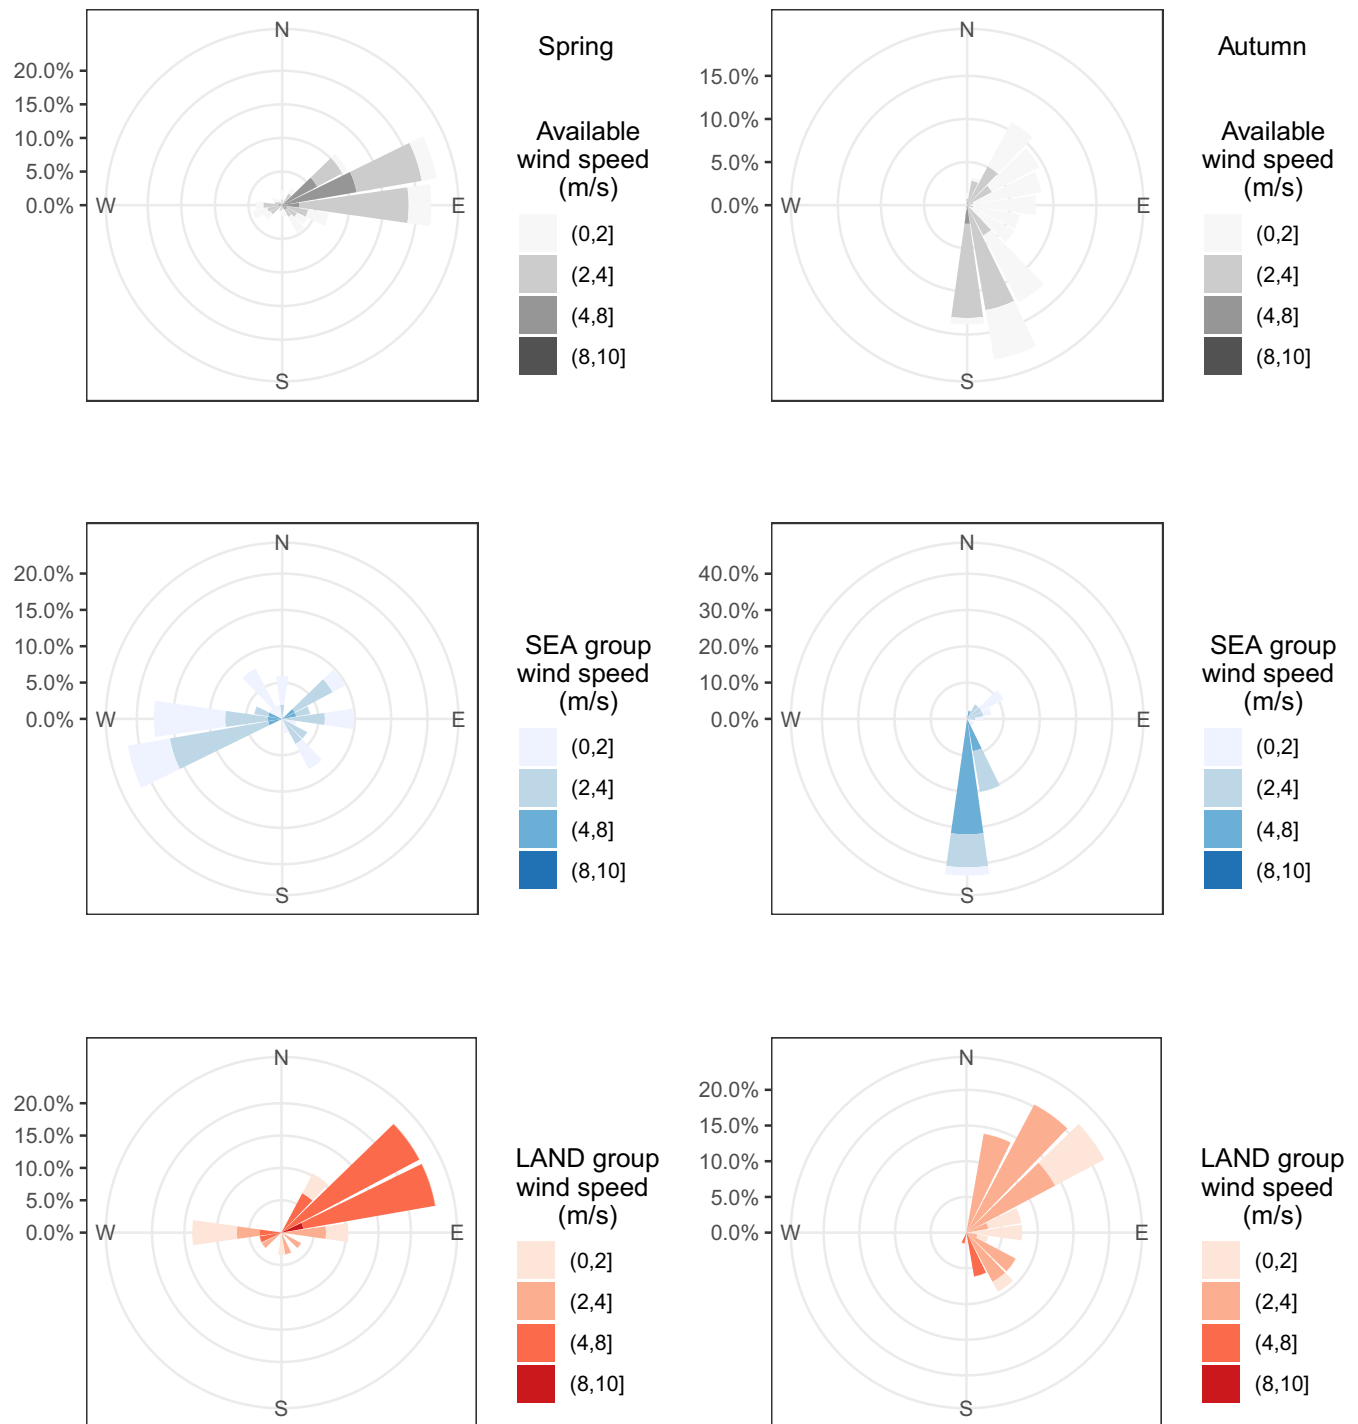 N
20.0%
15.0%
10.0%
5.0%
0.0%
W
E
S
Spring
Available
wind speed
(m/s)
(0,2]
(2,4]
(4,8]
(8,10]
N
15.0%
10.0%
5.0%
0.0%
W
E
S
Autumn
Available
wind speed
(m/s)
(0,2]
(2,4]
(4,8]
(8,10]
N
20.0%
15.0%
10.0%
5.0%
0.0%
W
E
S
SEA group
wind speed
(m/s)
(0,2]
(2,4]
(4,8]
(8,10]
N
40.0%
30.0%
20.0%
10.0%
0.0%
W
E
S
SEA group
wind speed
(m/s)
(0,2]
(2,4]
(4,8]
(8,10]
N
20.0%
15.0%
10.0%
5.0%
0.0%
W
E
S
LAND group
wind speed
(m/s)
(0,2]
(2,4]
(4,8]
(8,10]
N
20.0%
15.0%
10.0%
5.0%
0.0%
W
E
S
LAND group
wind speed
(m/s)
(0,2]
(2,4]
(4,8]
(8,10]